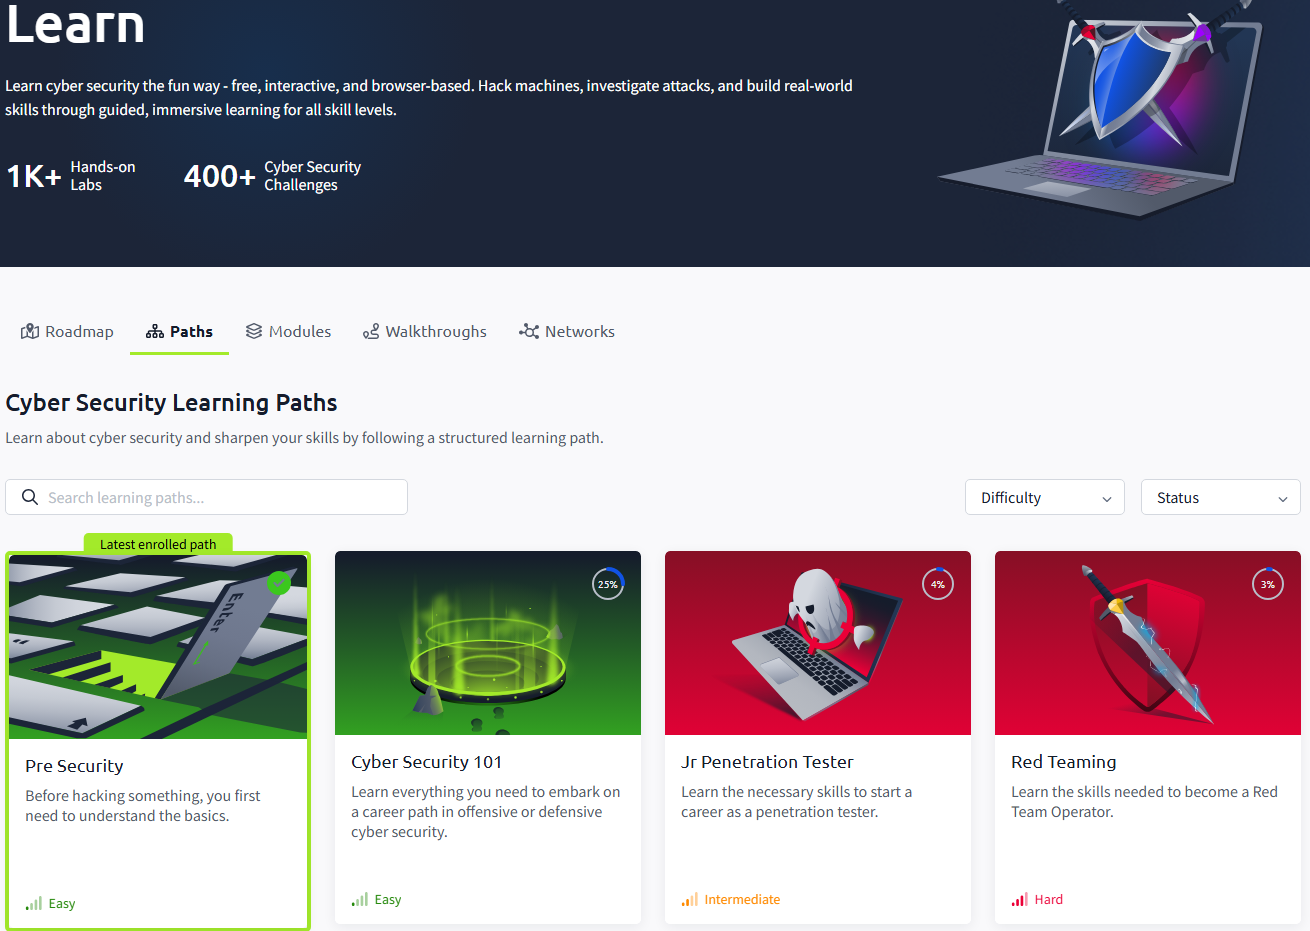 Learn
Learn cyber security the fun way - free, interactive, and browser-based. Hack machines, investigate attacks, and build real-world
skills through guided, immersive learning for all skill levels.
1K+ Hands-on
Labs
400+ Cyber Security
Challenges
Roadmap
Paths
Modules
Walkthroughs
Networks
Cyber Security Learning Paths
Learn about cyber security and sharpen your skills by following a structured learning path.
Search learning paths...
Difficulty
Status
Latest enrolled path
Enter
Pre Security
Before hacking something, you first
need to understand the basics.
Easy
25%
Cyber Security 101
Learn everything you need to embark on
a career path in offensive or defensive
cyber security.
Easy
4%
Jr Penetration Tester
Learn the necessary skills to start a
career as a penetration tester.
Intermediate
3%
Red Teaming
Learn the skills needed to become a Red
Team Operator.
Hard